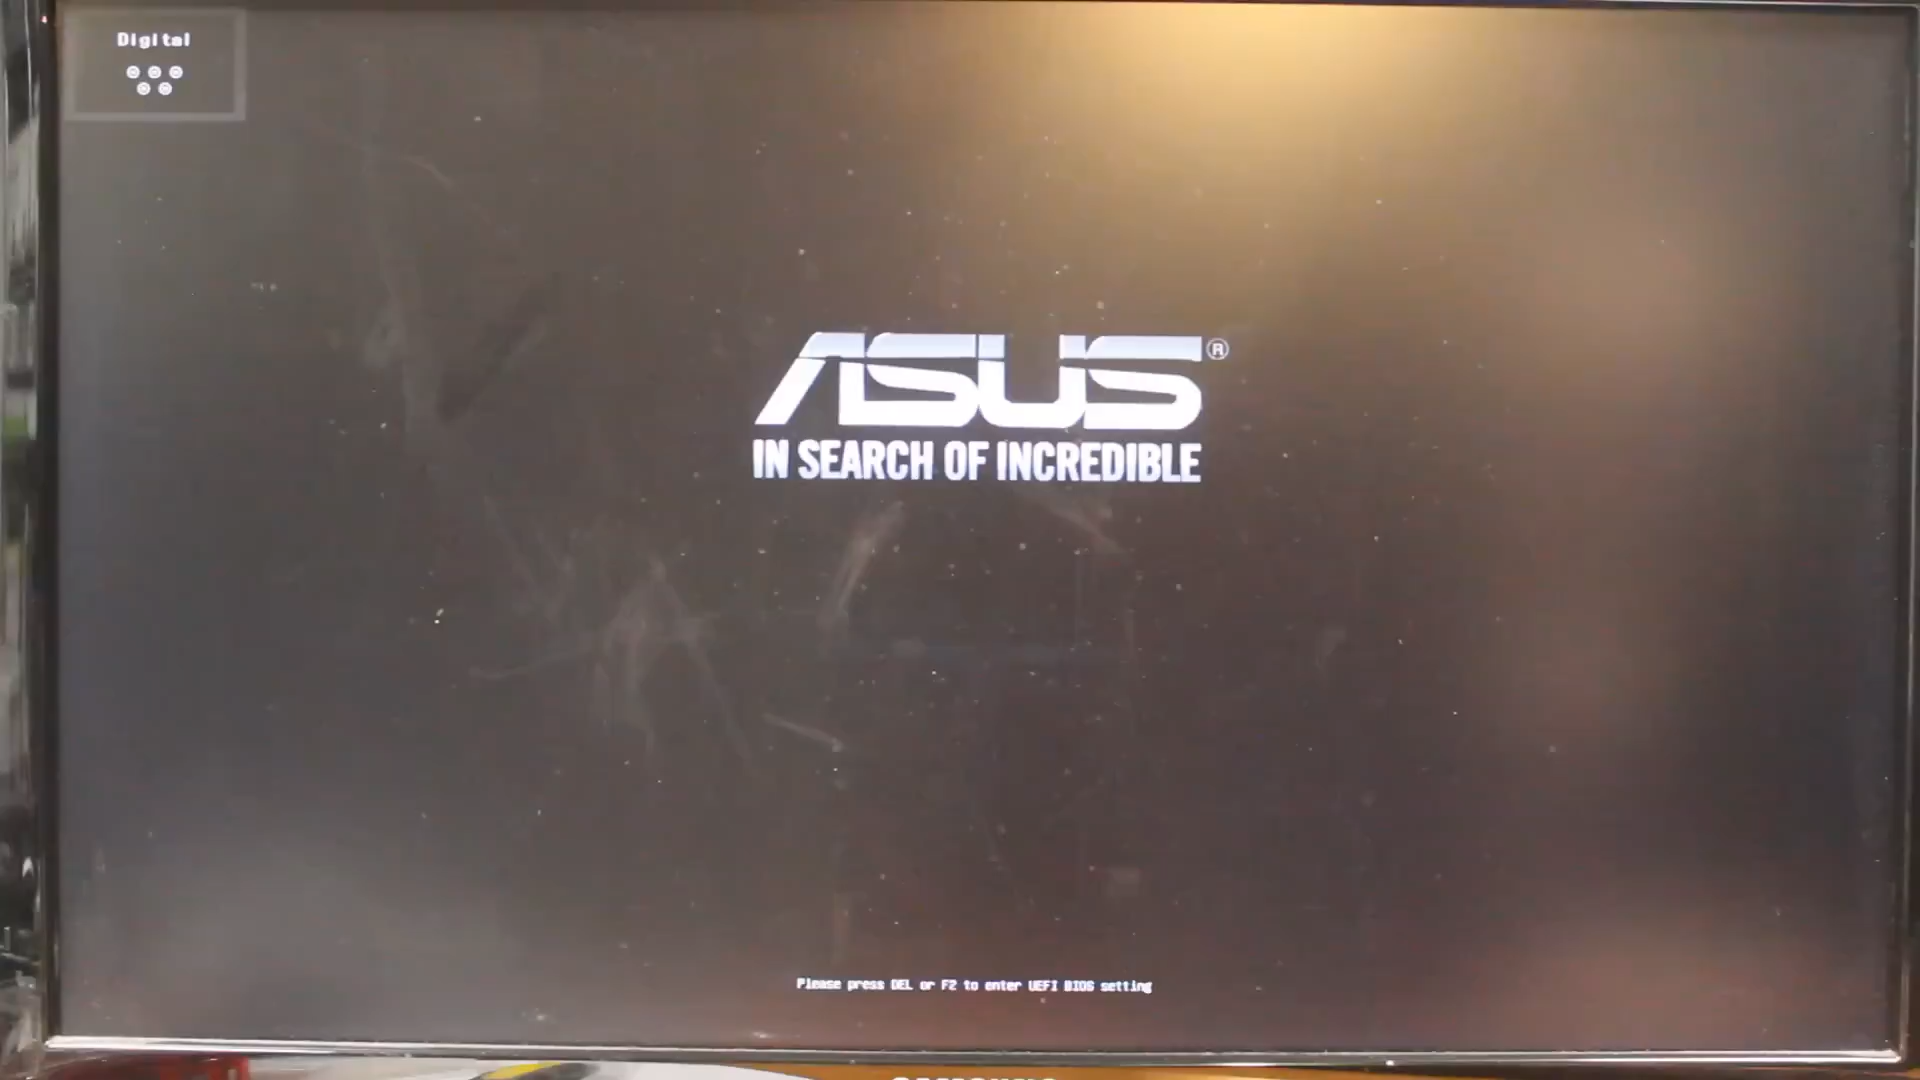 Digital
ASUS®
IN SEARCH OF INCREDIBLE
Please press DEL or F2 to enter UEFI BIOS setting